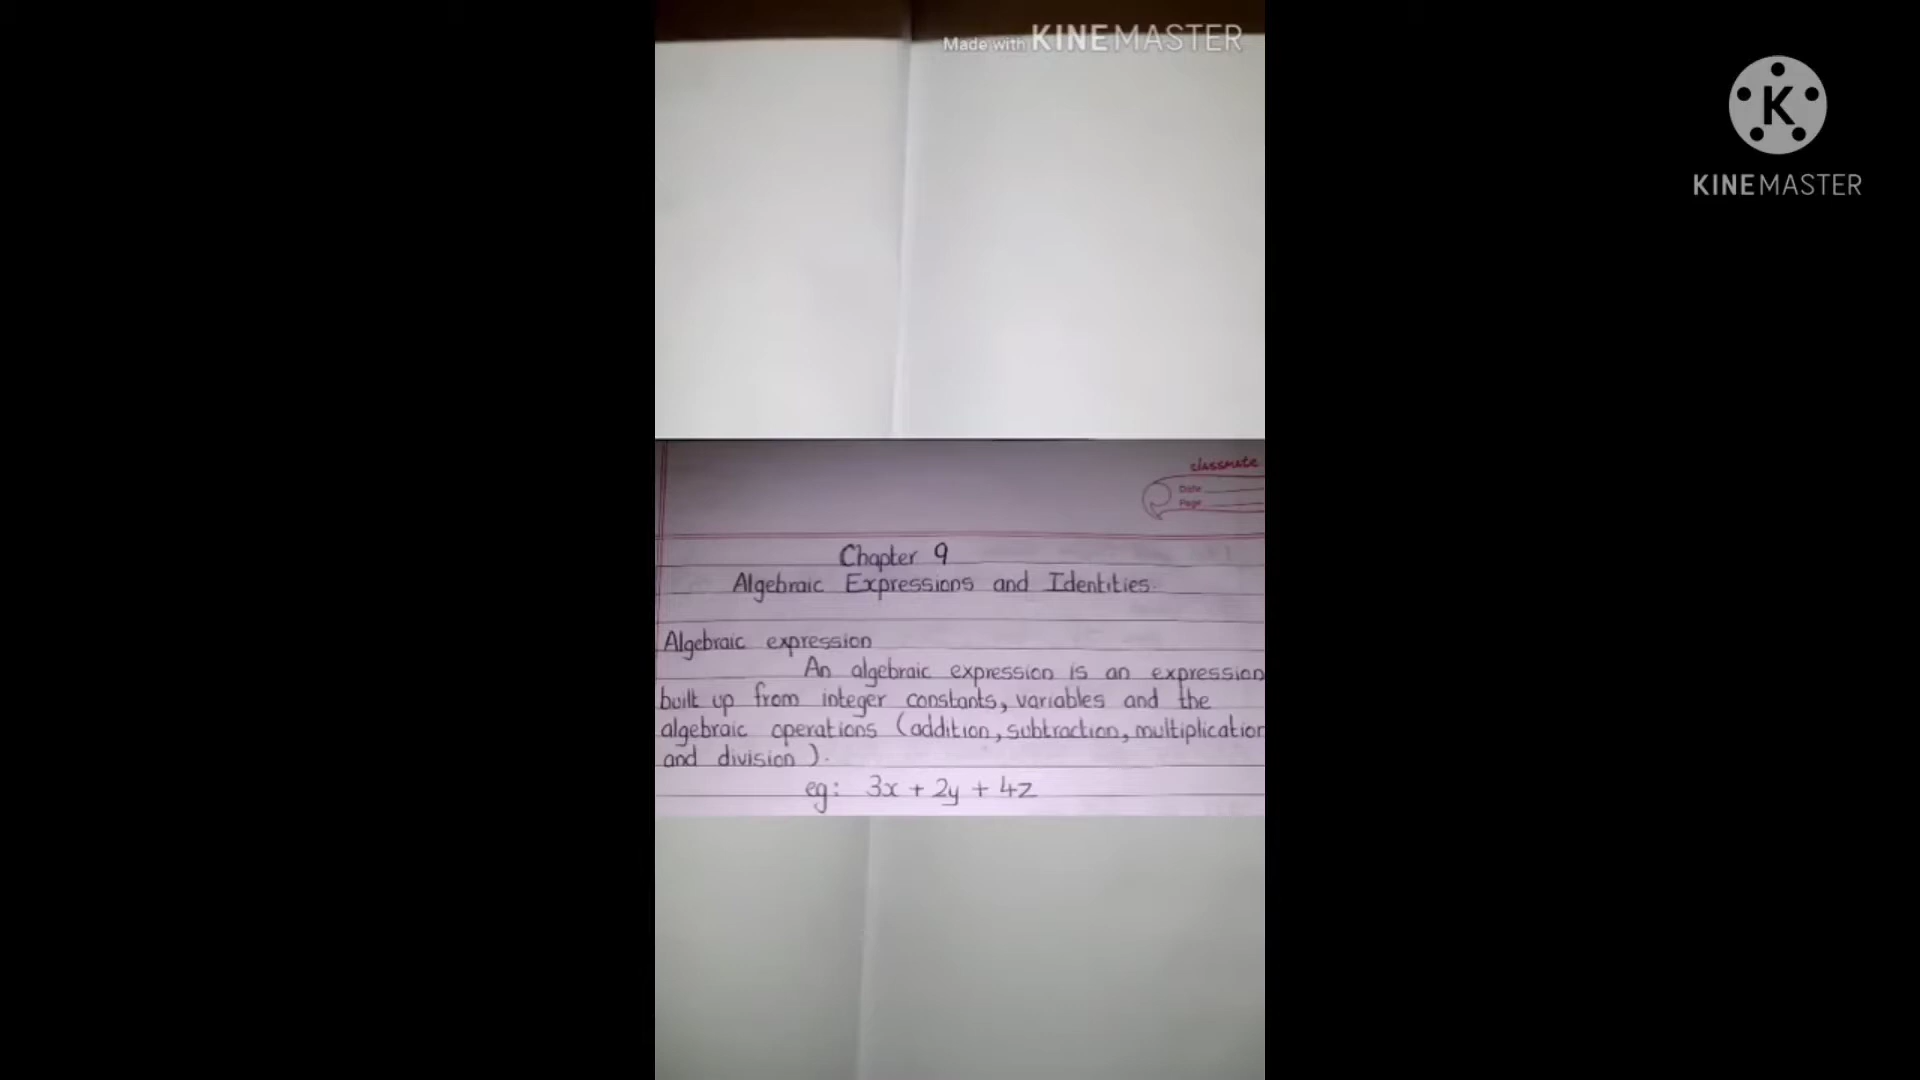 Made with KINEMASTER
K
KINEMASTER
classmate
Date
Page
Chapter 9
Algebraic Expressions and Identities.
Algebraic expression
An algebraic expression is an expression
built up from integer constants, variables and the
algebraic operations (addition, subtraction, multiplication
and division).
eg: 3x + 2y + 4z